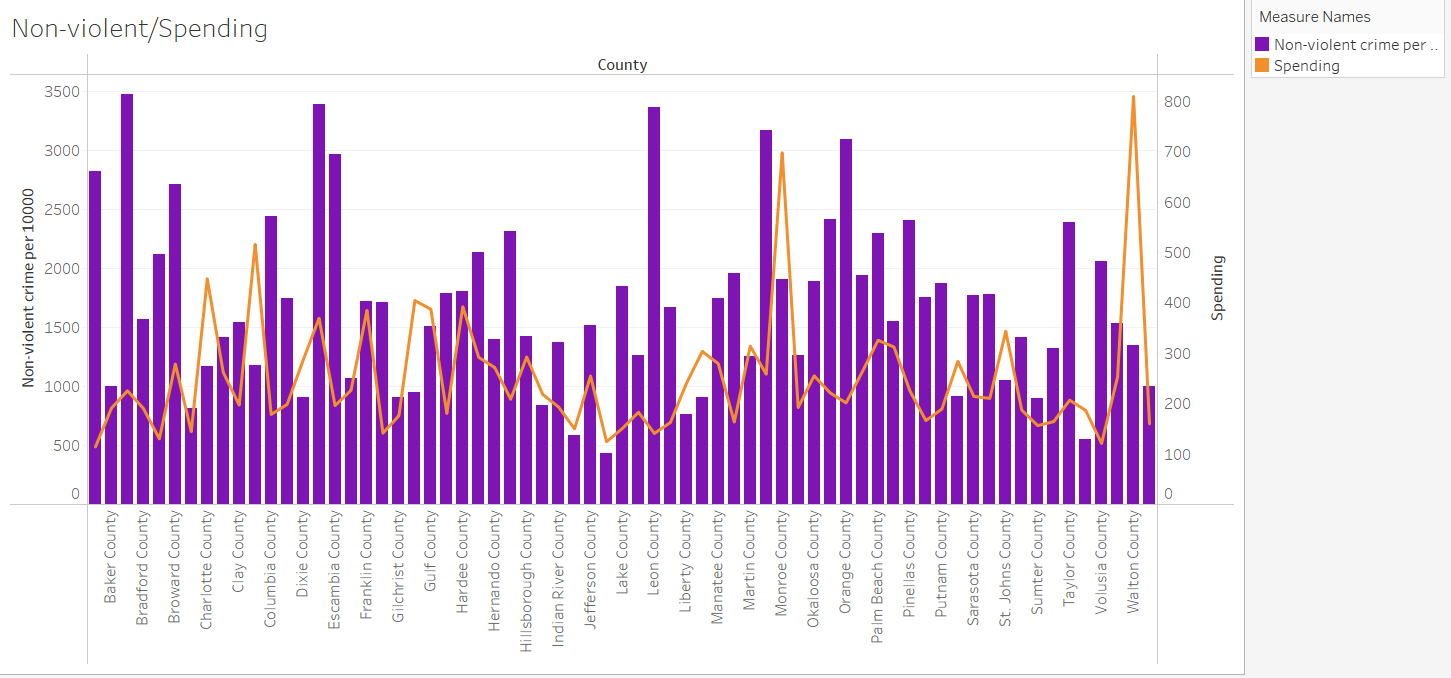 Non-violent/Spending
Measure Names
Non-violent crime per ..
Spending
County
Non-violent crime per 10000
3500
3000
2500
2000
1500
1000
500
0
800
700
600
500
400
300
200
100
0
Spending
Baker County
Bradford County
Broward County
Charlotte County
Clay County
Columbia County
Dixie County
Escambia County
Franklin County
Gilchrist County
Gulf County
Hardee County
Hernando County
Hillsborough County
Indian River County
Jefferson County
Lake County
Leon County
Liberty County
Manatee County
Martin County
Monroe County
Okaloosa County
Orange County
Palm Beach County
Pinellas County
Putnam County
Sarasota County
St. Johns County
Sumter County
Taylor County
Volusia County
Walton County